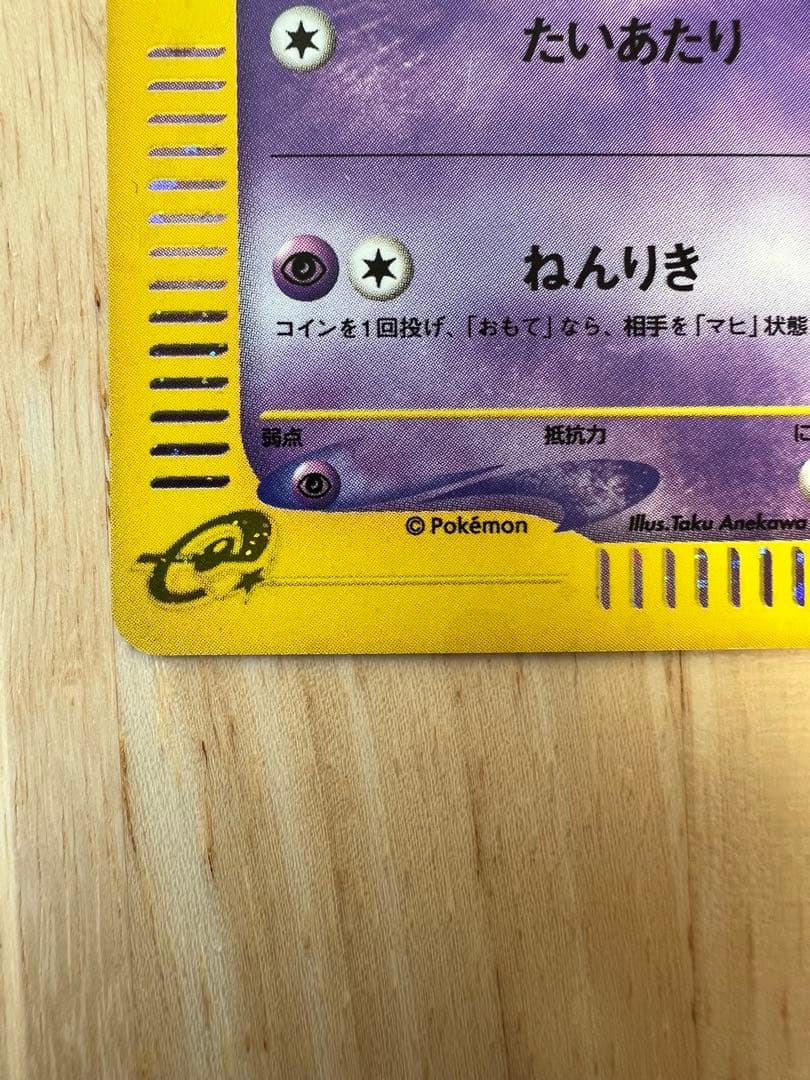 たいあたり
ねんりき
コインを1回投げ、「おもて」なら、相手を「マヒ」状態
弱点 抵抗力 に
© Pokémon Illus.Taku Anekawa
e